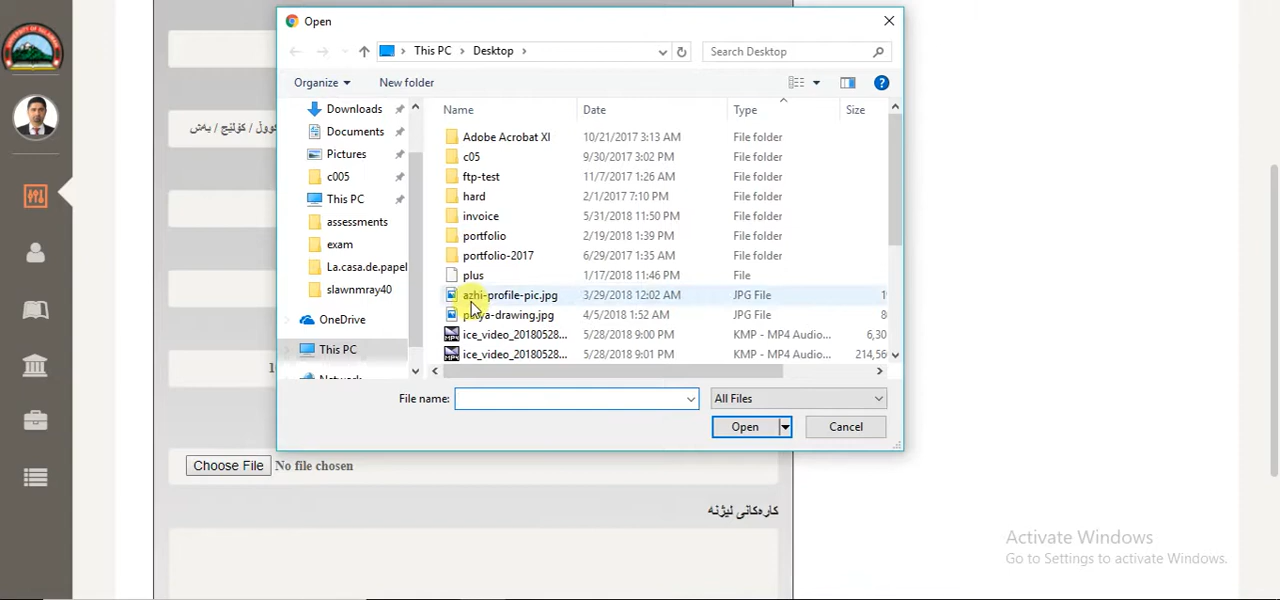 Open
This PC
Desktop
Search Desktop
Organize
New folder
Downloads
Documents
Pictures
c005
This PC
assessments
exam
La.casa.de.papel
slawnmray40
OneDrive
This PC
Name Date Type Size
Adobe Acrobat XI 10/21/2017 3:13 AM File folder
c05 9/30/2017 3:02 PM File folder
ftp-test 11/7/2017 1:26 AM File folder
hard 2/1/2017 7:10 PM File folder
invoice 5/31/2018 11:50 PM File folder
portfolio 2/19/2018 1:39 PM File folder
portfolio-2017 6/29/2017 1:35 AM File folder
plus 1/17/2018 11:46 PM File
azhi-profile-pic.jpg 3/29/2018 12:02 AM JPG File
4/5/2018 1:52 AM JPG File
ice_video_20180528... 5/28/2018 9:00 PM KMP - MP4 Audio... 6,30
ice_video_20180528... 5/28/2018 9:01 PM KMP - MP4 Audio... 214,56
File name:
All Files
Open
Cancel
/ كۆلێج / بەش
Choose File No file chosen
کارەکانی لیژنە
Activate Windows
Go to Settings to activate Windows.